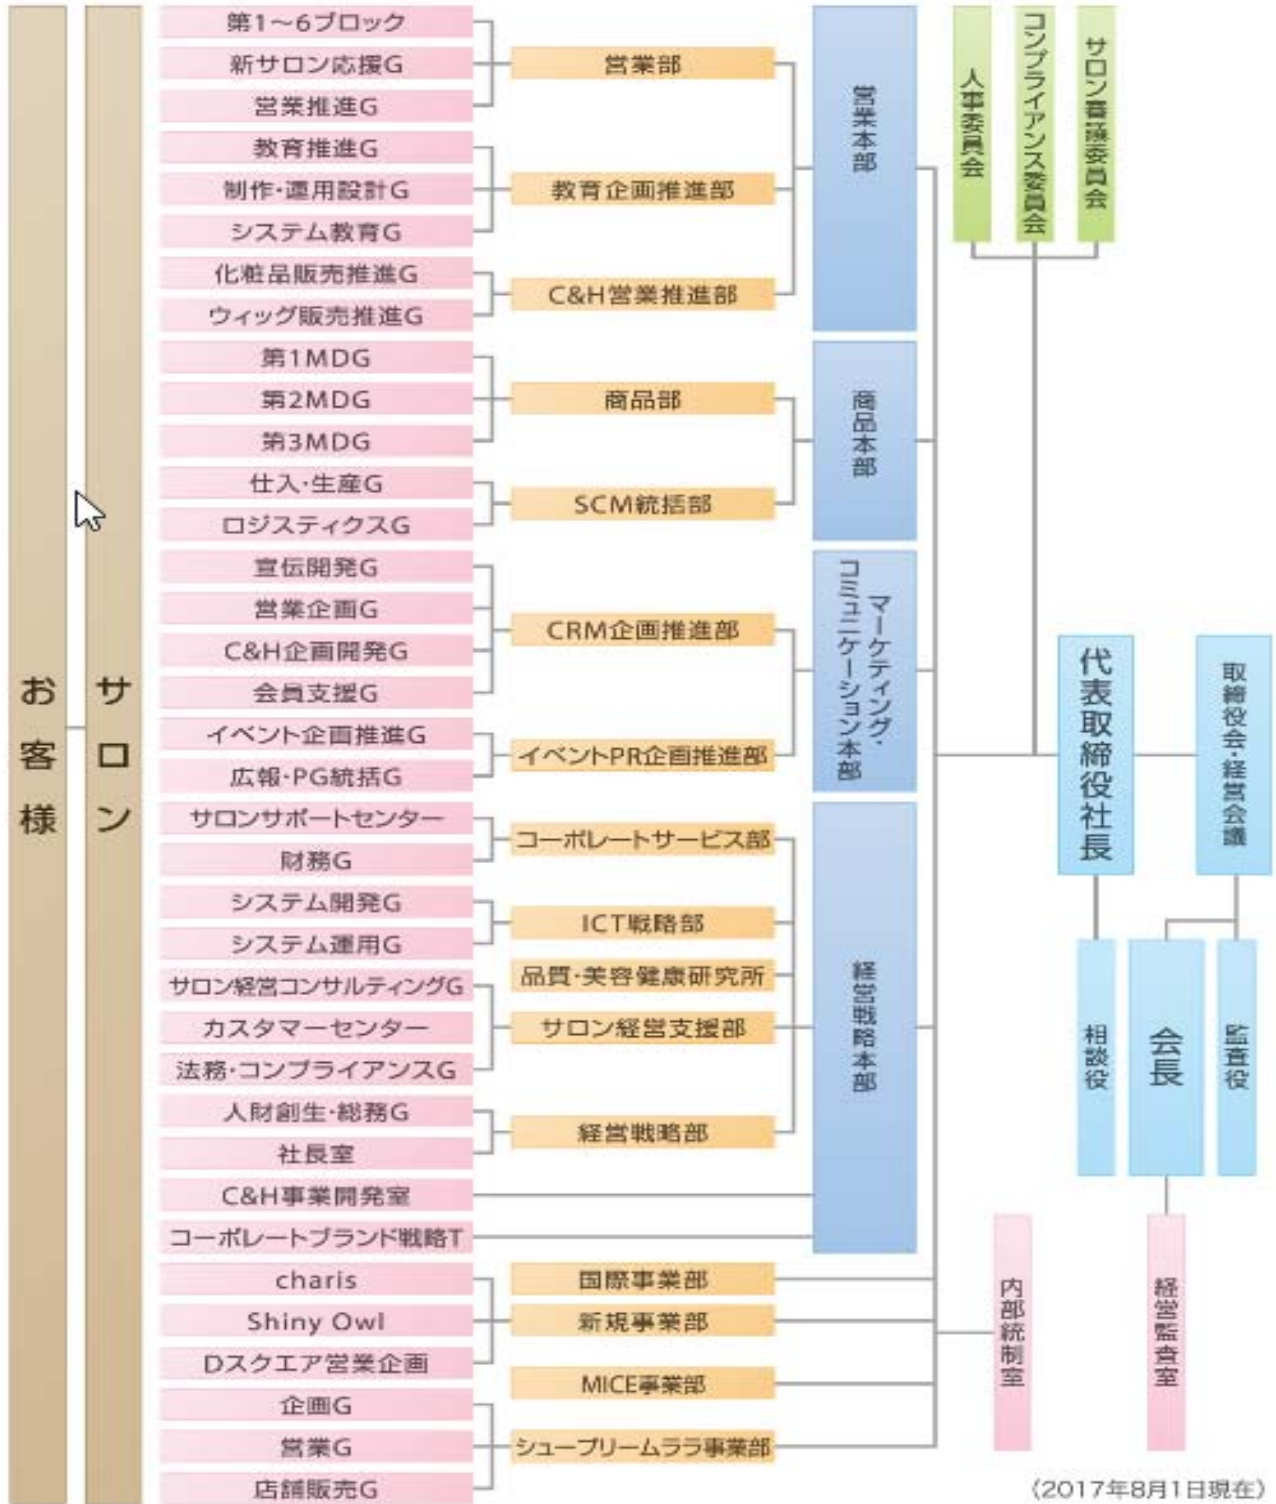 お客様
サロン
第1～6ブロック
新サロン応援G
営業推進G
教育推進G
制作・運用設計G
システム教育G
化粧品販売推進G
ウィッグ販売推進G
第1MDG
第2MDG
第3MDG
仕入・生産G
ロジスティクスG
宣伝開発G
営業企画G
C&H企画開発G
会員支援G
イベント企画推進G
広報・PG統括G
サロンサポートセンター
財務G
システム開発G
システム運用G
サロン経営コンサルティングG
カスタマーセンター
法務・コンプライアンスG
人財創生・総務G
社長室
C&H事業開発室
コーポレートブランド戦略T
charis
Shiny Owl
Dスクエア営業企画
企画G
営業G
店舗販売G
営業部
教育企画推進部
C&H営業推進部
商品部
SCM統括部
CRM企画推進部
イベントPR企画推進部
コーポレートサービス部
ICT戦略部
品質・美容健康研究所
サロン経営支援部
経営戦略部
国際事業部
新規事業部
MICE事業部
シュープリームララ事業部
営業本部
商品本部
マーケティング・
コミュニケーション本部
経営戦略本部
人事委員会
コンプライアンス委員会
サロン審議委員会
代表取締役社長
取締役会・経営会議
相談役
会長
監査役
内部統制室
経営監査室
（2017年8月1日現在）